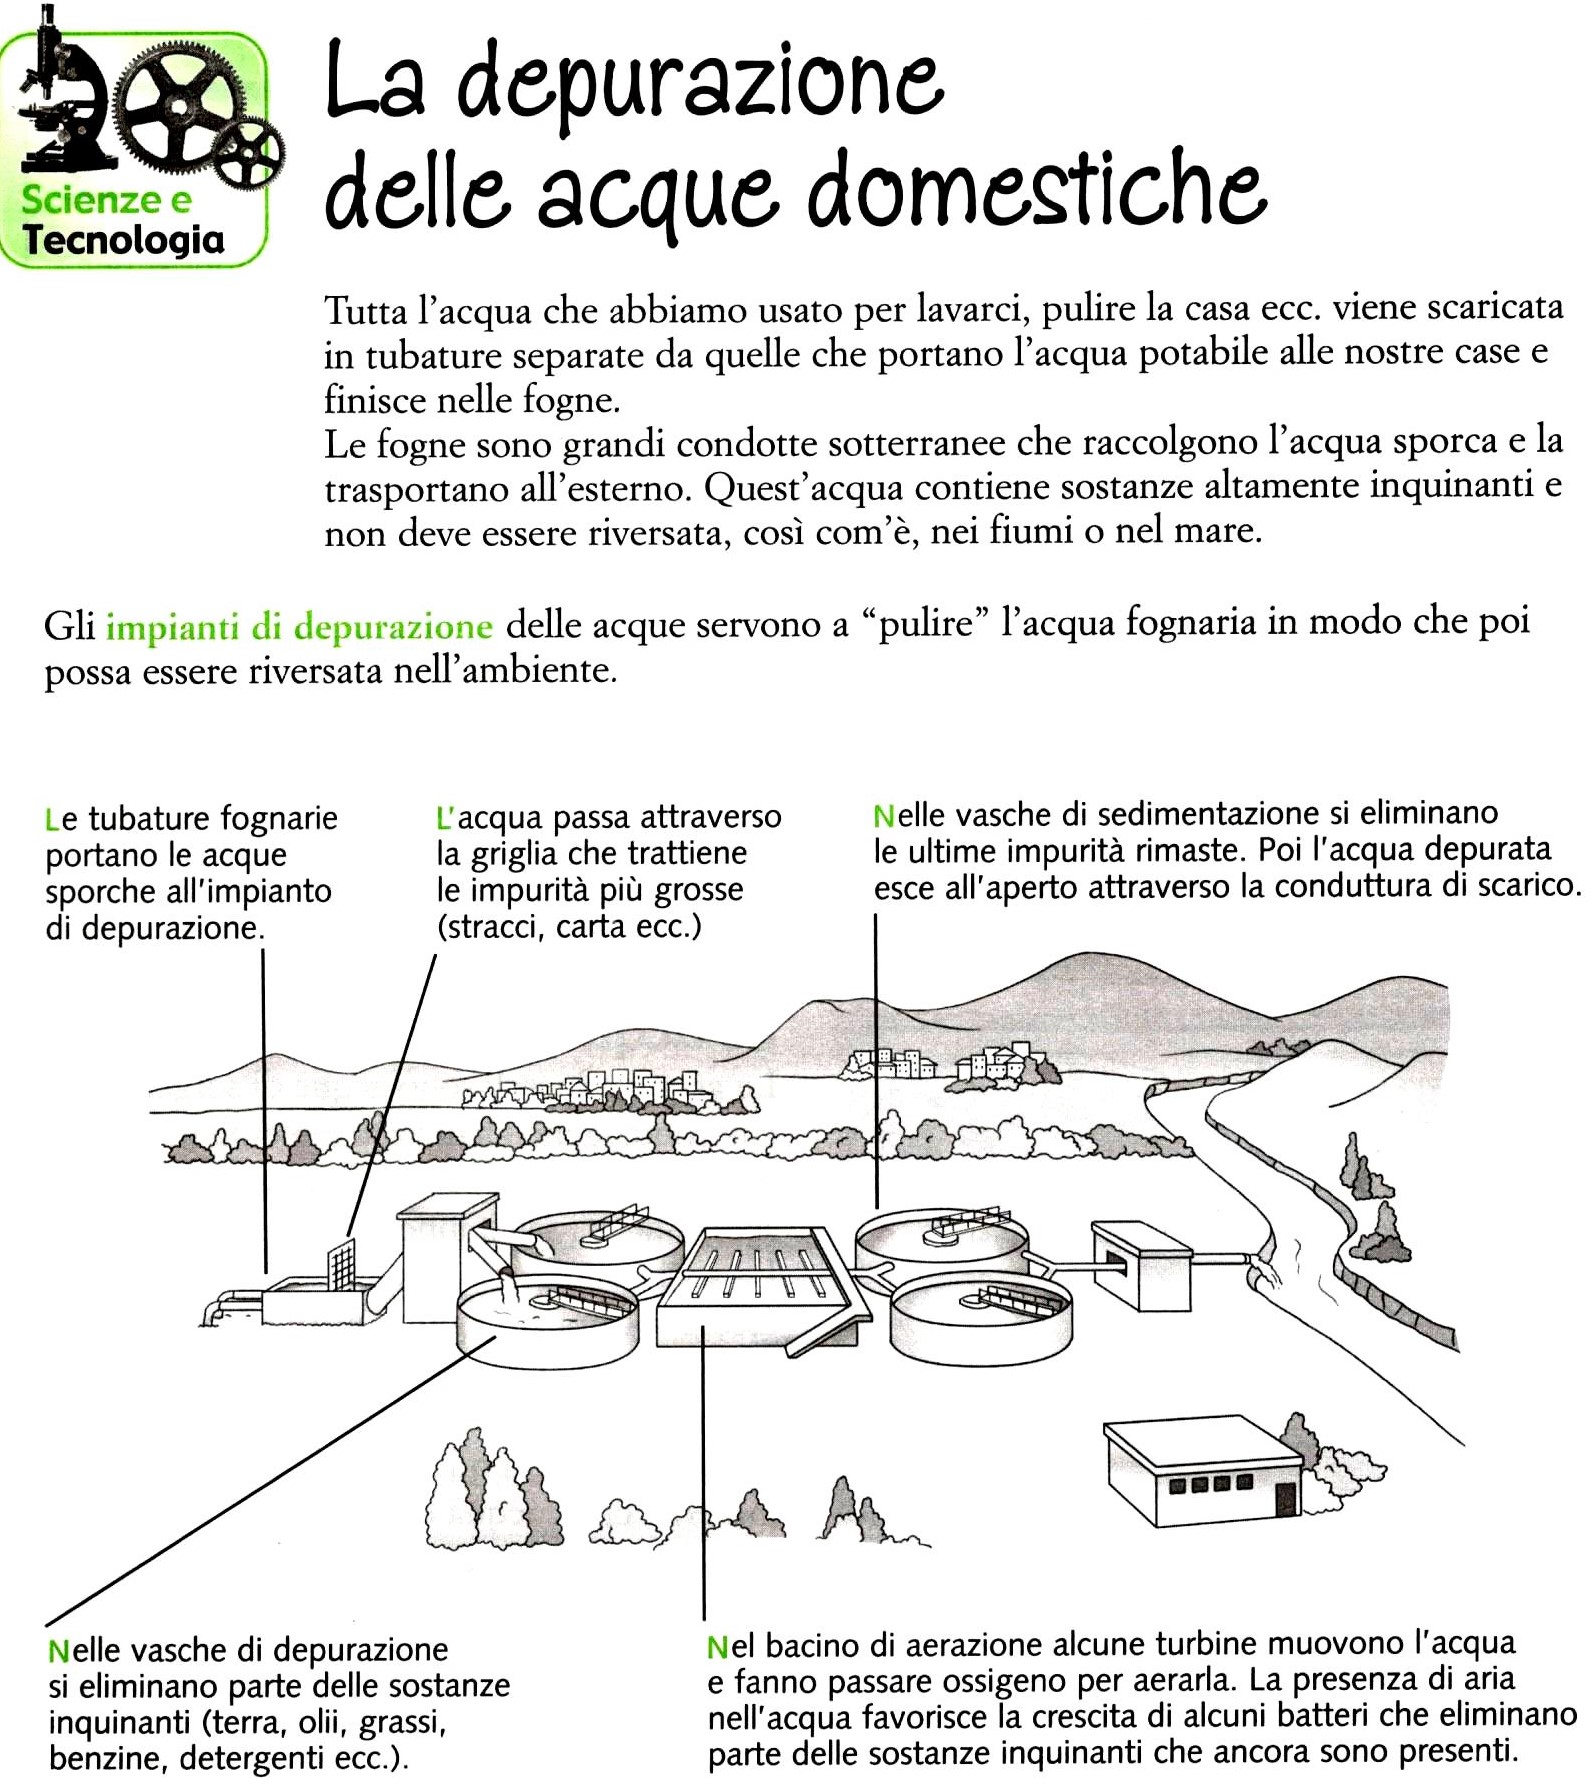 Scienze e
Tecnologia
La depurazione
delle acque domestiche
Tutta l'acqua che abbiamo usato per lavarci, pulire la casa ecc. viene scaricata
in tubature separate da quelle che portano l'acqua potabile alle nostre case e
finisce nelle fogne.
Le fogne sono grandi condotte sotterranee che raccolgono l'acqua sporca e la
trasportano all'esterno. Quest'acqua contiene sostanze altamente inquinanti e
non deve essere riversata, così com'è, nei fiumi o nel mare.
Gli impianti di depurazione delle acque servono a “pulire” l'acqua fognaria in modo che poi
possa essere riversata nell'ambiente.
Le tubature fognarie
portano le acque
sporche all'impianto
di depurazione.
L'acqua passa attraverso
la griglia che trattiene
le impurità più grosse
(stracci, carta ecc.)
Nelle vasche di sedimentazione si eliminano
le ultime impurità rimaste. Poi l'acqua depurata
esce all'aperto attraverso la conduttura di scarico.
Nelle vasche di depurazione
si eliminano parte delle sostanze
inquinanti (terra, olii, grassi,
benzine, detergenti ecc.).
Nel bacino di aerazione alcune turbine muovono l'acqua
e fanno passare ossigeno per aerarla. La presenza di aria
nell'acqua favorisce la crescita di alcuni batteri che eliminano
parte delle sostanze inquinanti che ancora sono presenti.